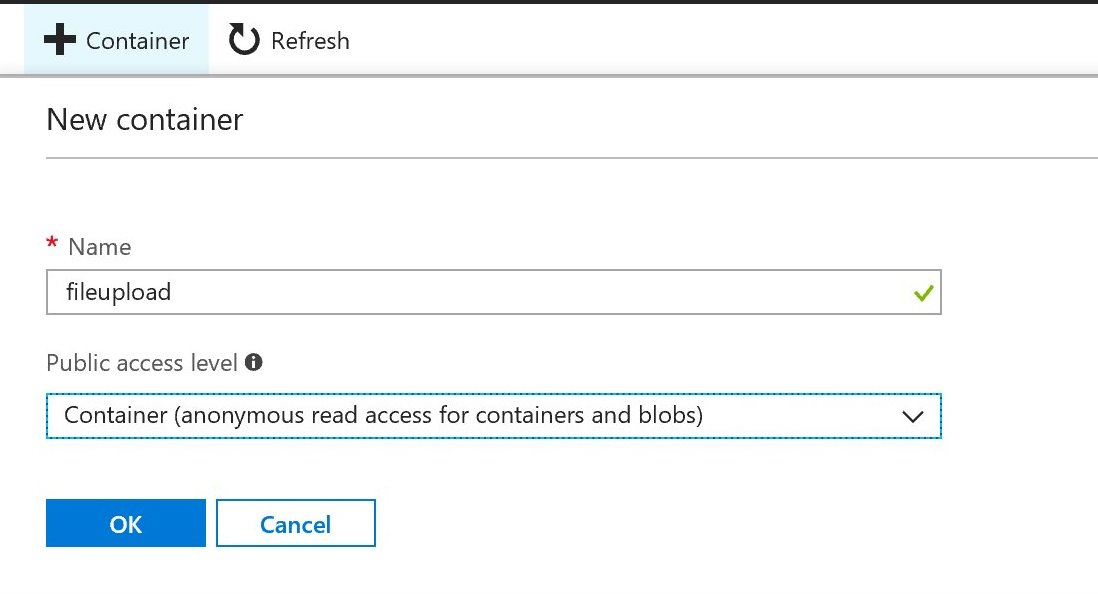 Container Refresh
New container
* Name
fileupload
Public access level
Container (anonymous read access for containers and blobs)
OK Cancel